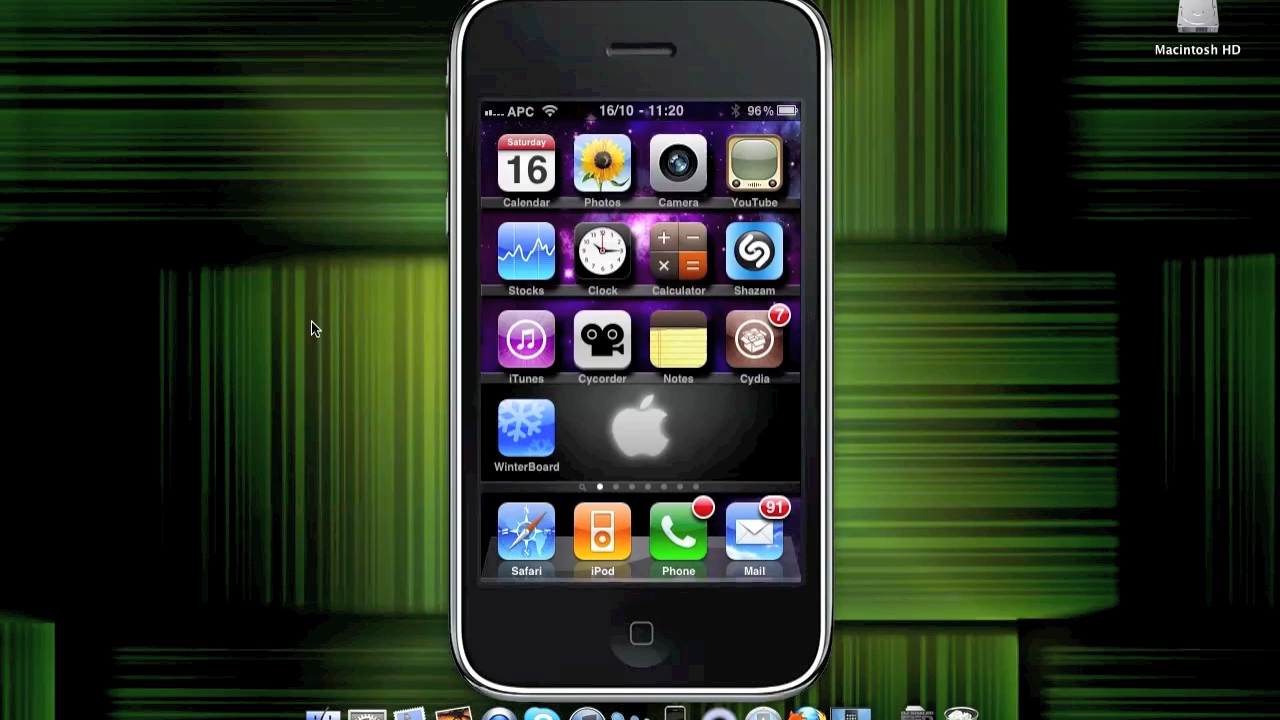 Macintosh HD
APC 16/10 - 11:20 96%
Saturday
16
Calendar Photos Camera YouTube
Stocks Clock Calculator Shazam
7
iTunes Cycorder Notes Cydia
WinterBoard
91
Safari iPod Phone Mail